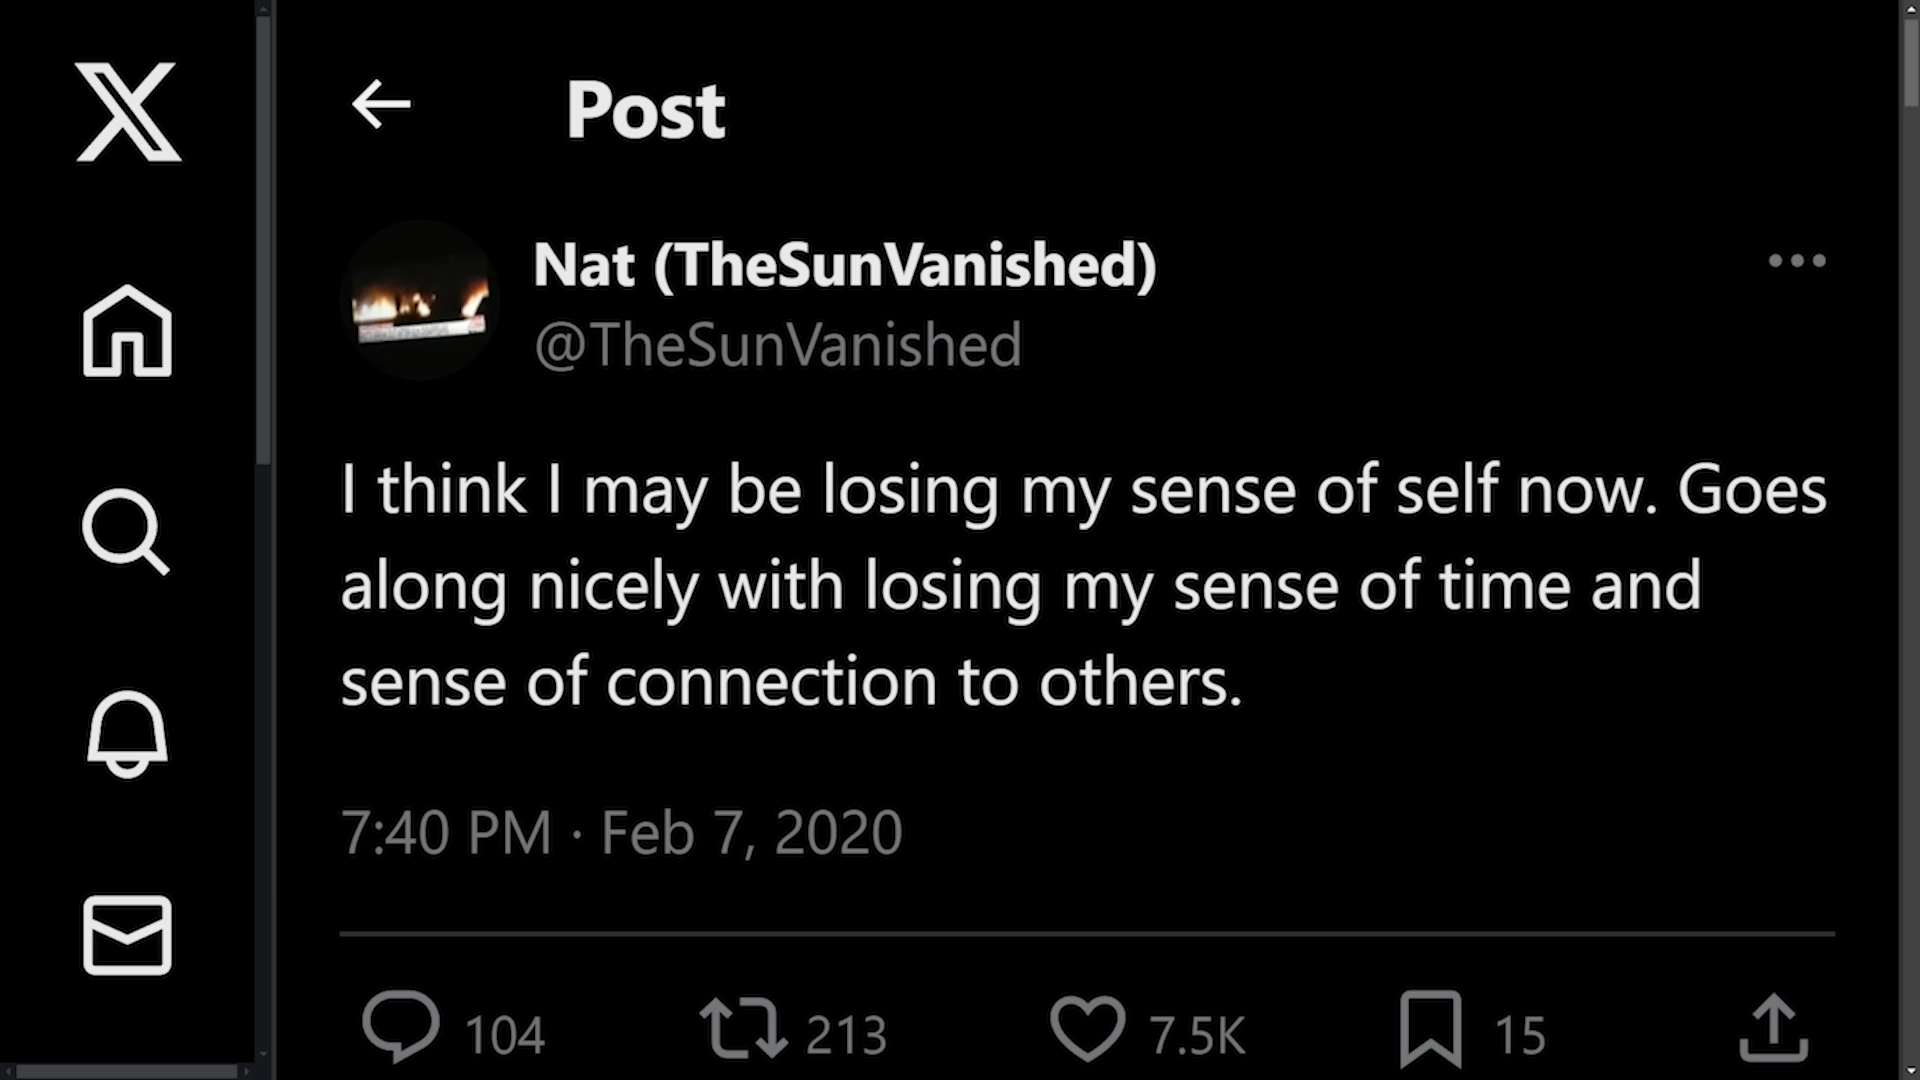 Post
Nat (TheSunVanished)
@TheSunVanished
I think I may be losing my sense of self now. Goes
along nicely with losing my sense of time and
sense of connection to others.
7:40 PM · Feb 7, 2020
104 213 7.5K 15